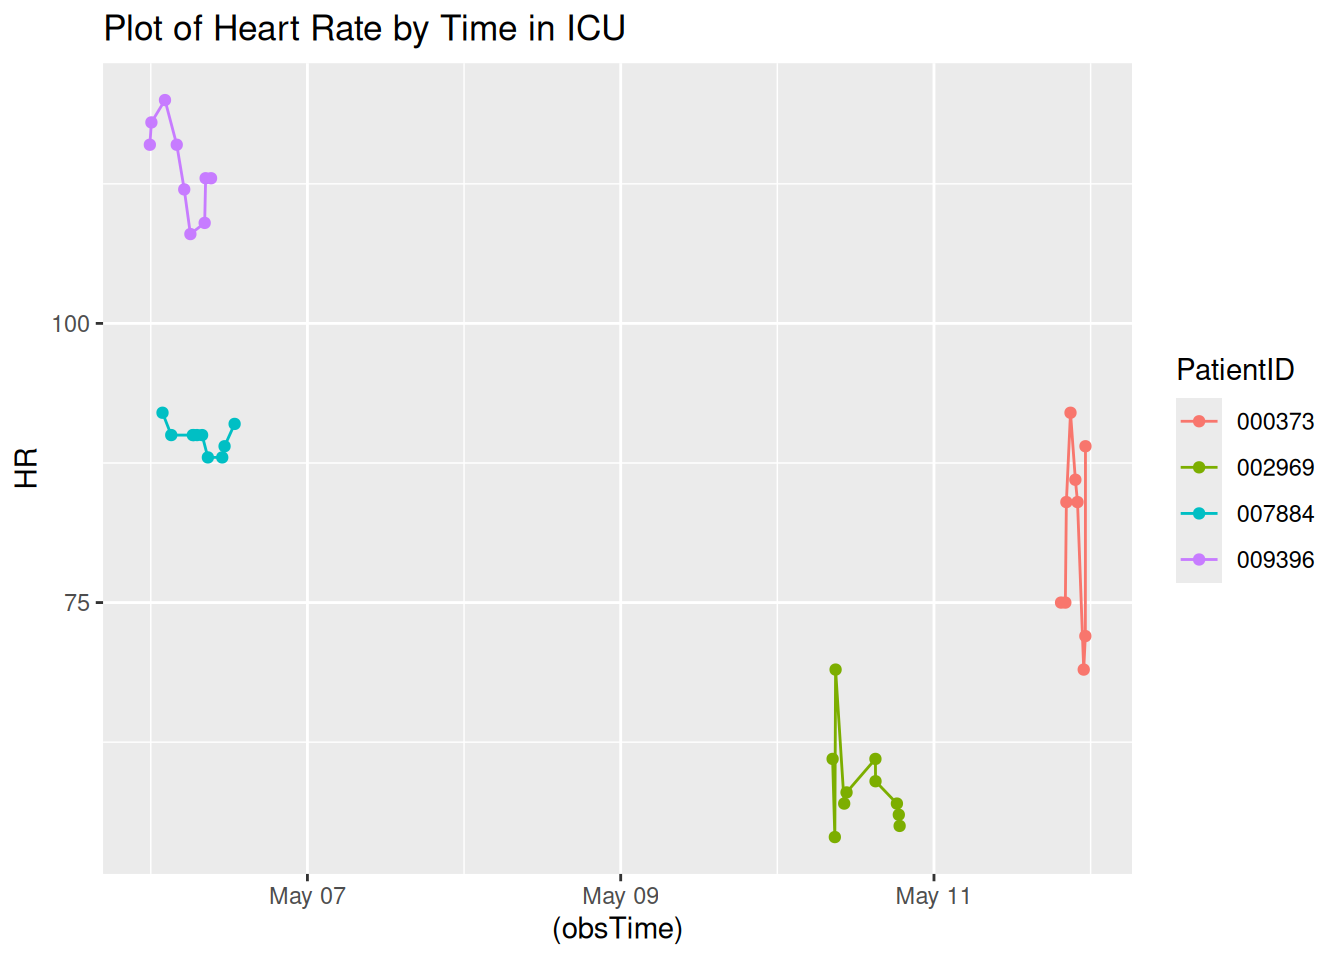 Plot of Heart Rate by Time in ICU
100
75
HR
May 07
May 09
May 11
(obsTime)
PatientID
000373
002969
007884
009396